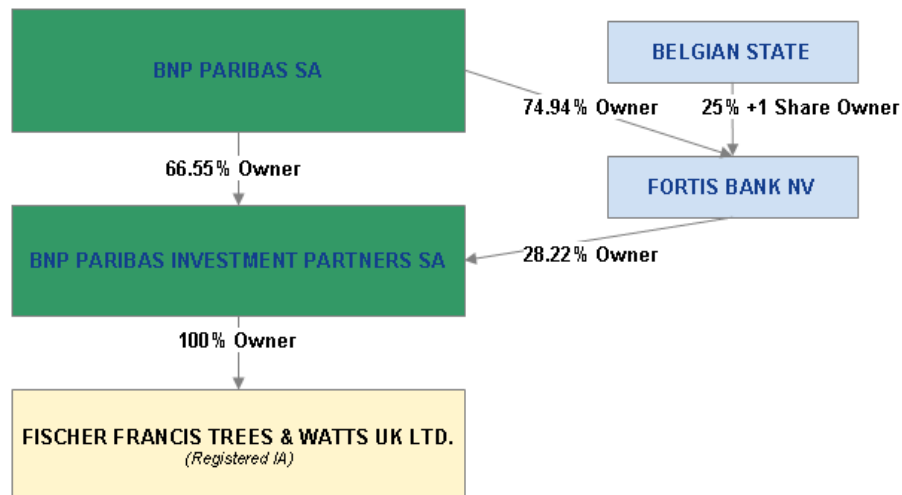 BNP PARIBAS SA
BELGIAN STATE
74.94% Owner
25% +1 Share Owner
66.55% Owner
FORTIS BANK NV
BNP PARIBAS INVESTMENT PARTNERS SA
28.22% Owner
100% Owner
FISCHER FRANCIS TREES & WATTS UK LTD.
(Registered IA)